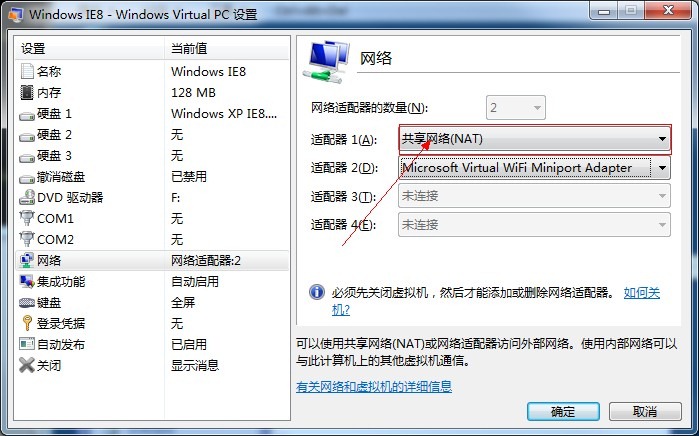 Windows IE8 - Windows Virtual PC 设置
设置 当前值
名称 Windows IE8
内存 128 MB
硬盘 1 Windows XP IE8....
硬盘 2 无
硬盘 3 无
撤消磁盘 已禁用
DVD 驱动器 F:
COM1 无
COM2 无
网络 网络适配器:2
集成功能 自动启用
键盘 全屏
登录凭据 无
自动发布 已启用
关闭 显示消息
网络
网络适配器的数量(N): 2
适配器 1(A): 共享网络(NAT)
适配器 2(D): Microsoft Virtual WiFi Miniport Adapter
适配器 3(T): 未连接
适配器 4(E): 未连接
必须先关闭虚拟机，然后才能添加或删除网络适配器。 如何关
机?
可以使用共享网络(NAT)或网络适配器访问外部网络。使用内部网络可以
与此计算机上的其他虚拟机通信。
有关网络和虚拟机的详细信息
确定 取消